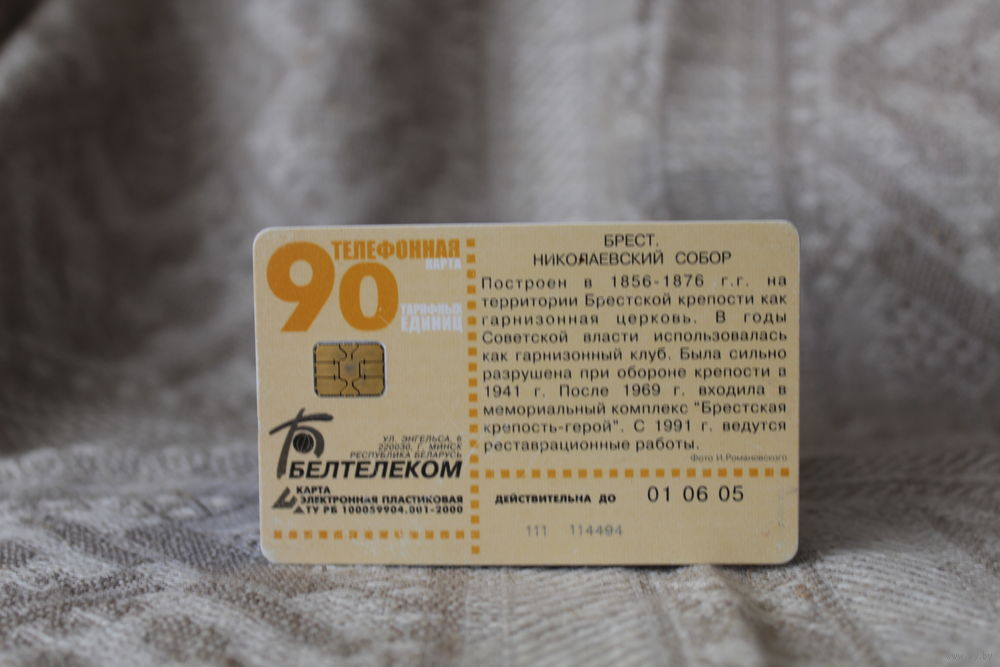 90
ТЕЛЕФОННАЯ
КАРТА
ТАРИФНЫХ
ЕДИНИЦ
УЛ. ЭНГЕЛЬСА, 6
220030, Г. МИНСК
РЕСПУБЛИКА БЕЛАРУСЬ
БЕЛТЕЛЕКОМ
КАРТА
ЭЛЕКТРОННАЯ ПЛАСТИКОВАЯ
ТУ РБ 100059904.001-2000
БРЕСТ.
НИКОЛАЕВСКИЙ СОБОР
Построен в 1856-1876 г.г. на
территории Брестской крепости как
гарнизонная церковь. В годы
Советской власти использовалась
как гарнизонный клуб. Была сильно
разрушена при обороне крепости а
1941 г. После 1969 г. входила в
мемориальный комплекс "Брестская
крепость-герой". С 1991 г. ведутся
реставрационные работы.
Фото И.Романовского
ДЕЙСТВИТЕЛЬНА ДО 01 06 05
111 114494